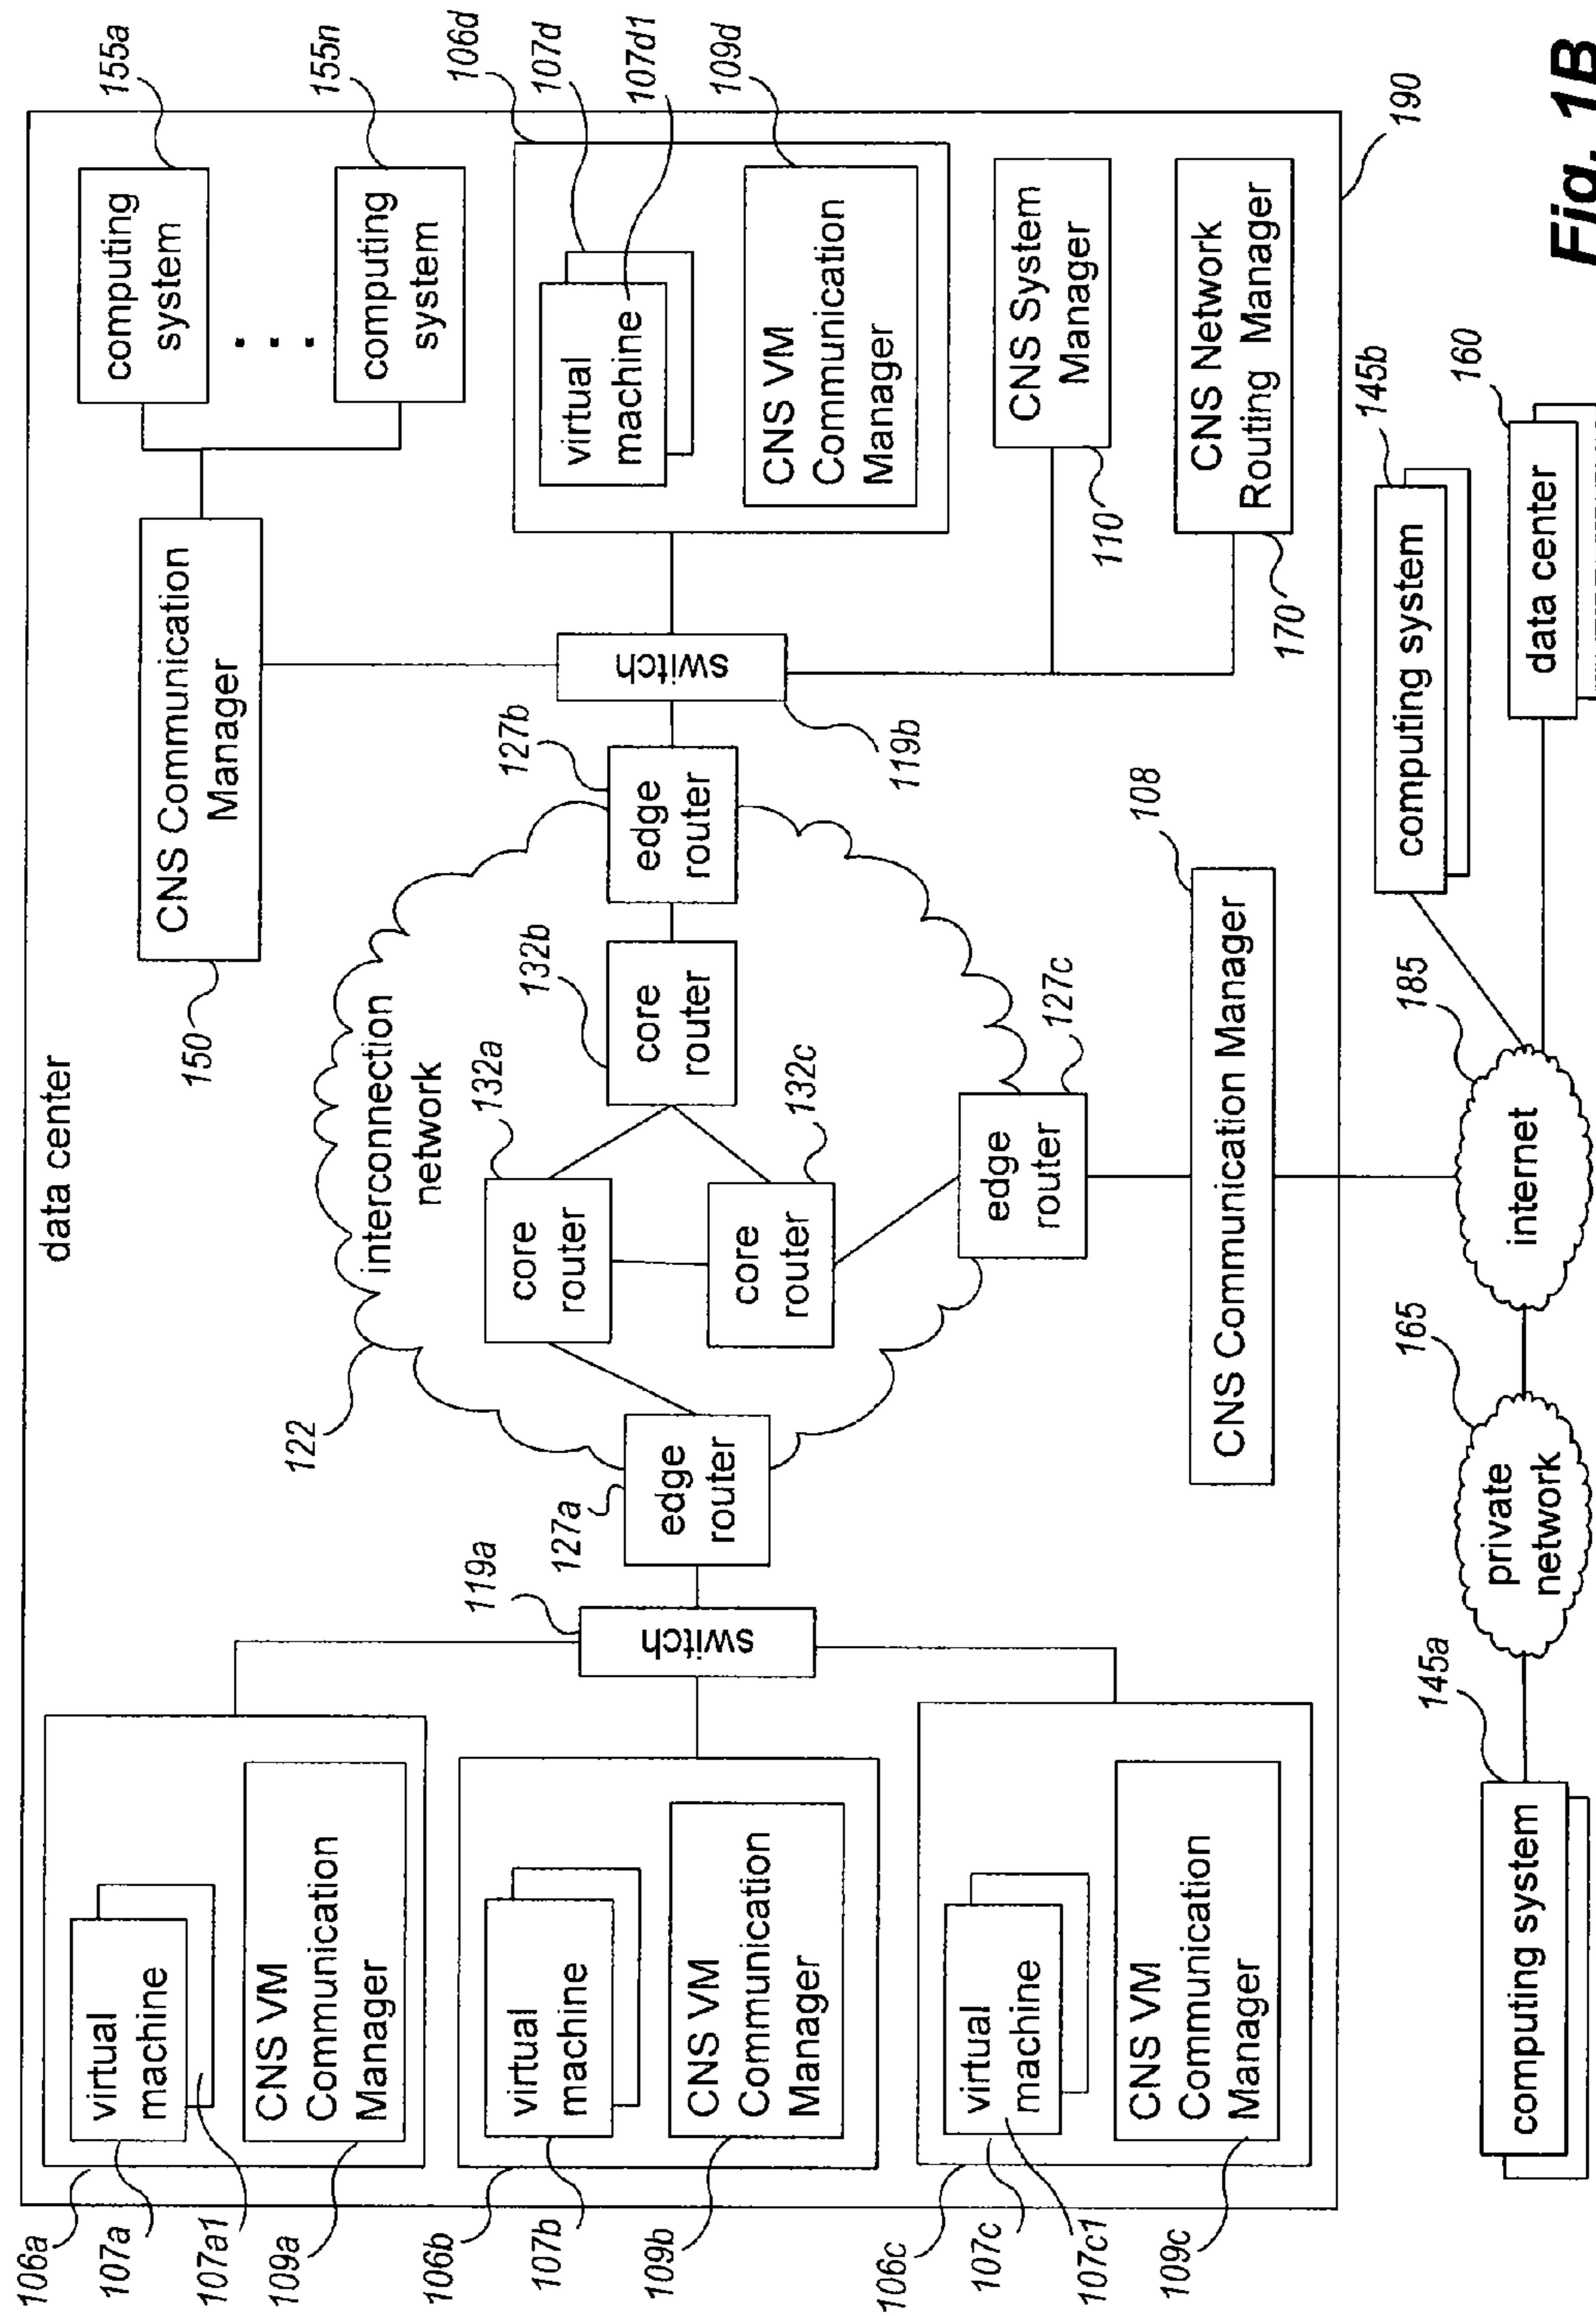 data center
106a
107a
107a1
109a
virtual
machine
CNS VM
Communication
Manager
106b
107b
109b
virtual
machine
CNS VM
Communication
Manager
106c
107c
107c1
109c
virtual
machine
CNS VM
Communication
Manager
119a
switch
122
interconnection
network
127a
edge
router
132a
core
router
132b
core
router
132c
core
router
127b
edge
router
127c
edge
router
108
CNS Communication Manager
119b
switch
150
CNS Communication
Manager
155a
computing
system
155n
computing
system
106d
107d
107d1
109d
virtual
machine
CNS VM
Communication
Manager
110
CNS System
Manager
170
CNS Network
Routing Manager
190
145a
computing system
165
private
network
185
internet
145b
computing system
160
data center
Fig. 1B